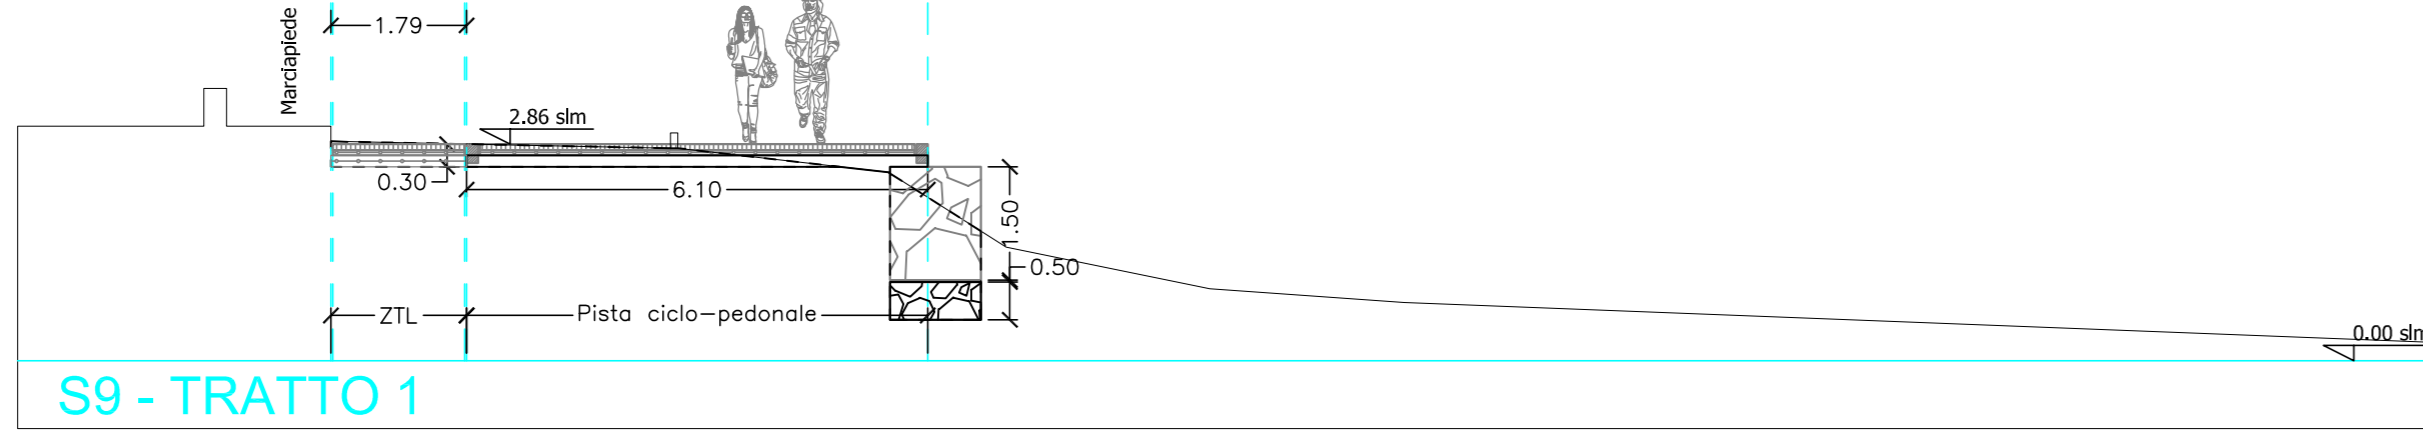 Marciapiede
1.79
2.86 slm
0.30
6.10
1.50
0.50
ZTL
Pista ciclo-pedonale
0.00 slm
S9 - TRATTO 1